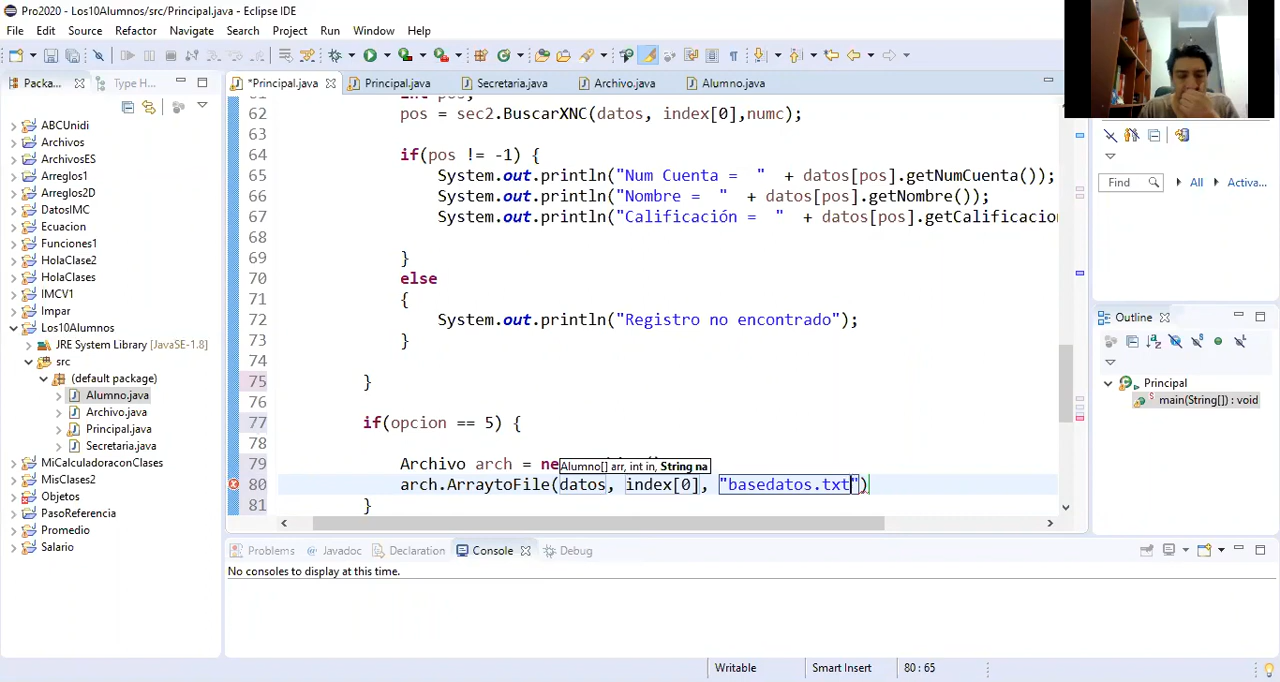 Pro2020 - Los10Alumnos/src/Principal.java - Eclipse IDE
File Edit Source Refactor Navigate Search Project Run Window Help
Packa... Type H...
*Principal.java Principal.java Secretaria.java Archivo.java Alumno.java
ABCUnidi
Archivos
ArchivosES
Arreglos1
Arreglos2D
DatosIMC
Ecuacion
Funciones1
HolaClase2
HolaClases
IMCV1
Impar
Los10Alumnos
JRE System Library [JavaSE-1.8]
src
(default package)
Alumno.java
Archivo.java
Principal.java
Secretaria.java
MiCalculadoraconClases
MisClases2
Objetos
PasoReferencia
Promedio
Salario
61 int pos;
62 pos = sec2.BuscarXNC(datos, index[0],numc);
63
64 if(pos != -1) {
65 System.out.println("Num Cuenta = " + datos[pos].getNumCuenta());
66 System.out.println("Nombre = " + datos[pos].getNombre());
67 System.out.println("Calificación = " + datos[pos].getCalificacion
68
69 }
70 else
71 {
72 System.out.println("Registro no encontrado");
73 }
74
75 }
76
77 if(opcion == 5) {
78
79 Archivo arch = ne
Alumno[] arr, int in, String na
80 arch.ArraytoFile(datos, index[0], "basedatos.txt")
81 }
Find All Activa...
Outline
Principal
main(String[]) : void
Problems Javadoc Declaration Console Debug
No consoles to display at this time.
Writable Smart Insert 80 : 65